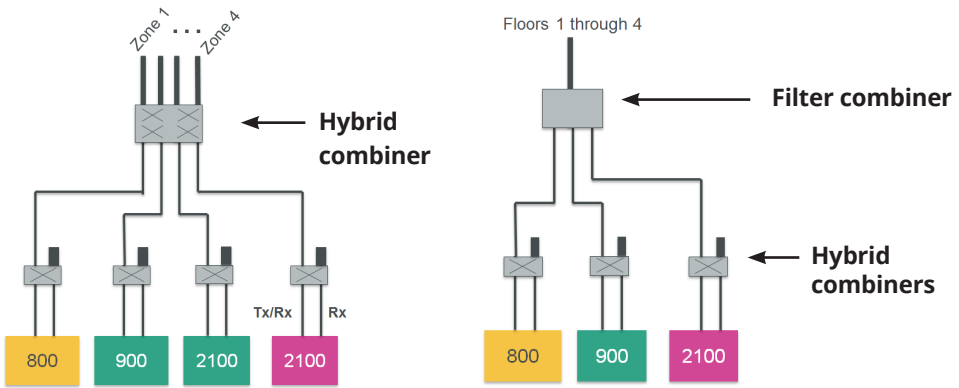 Zone 1
...
Zone 4
Hybrid
combiner
Tx/Rx
Rx
800
900
2100
2100
Floors 1 through 4
Filter combiner
Hybrid
combiners
800
900
2100